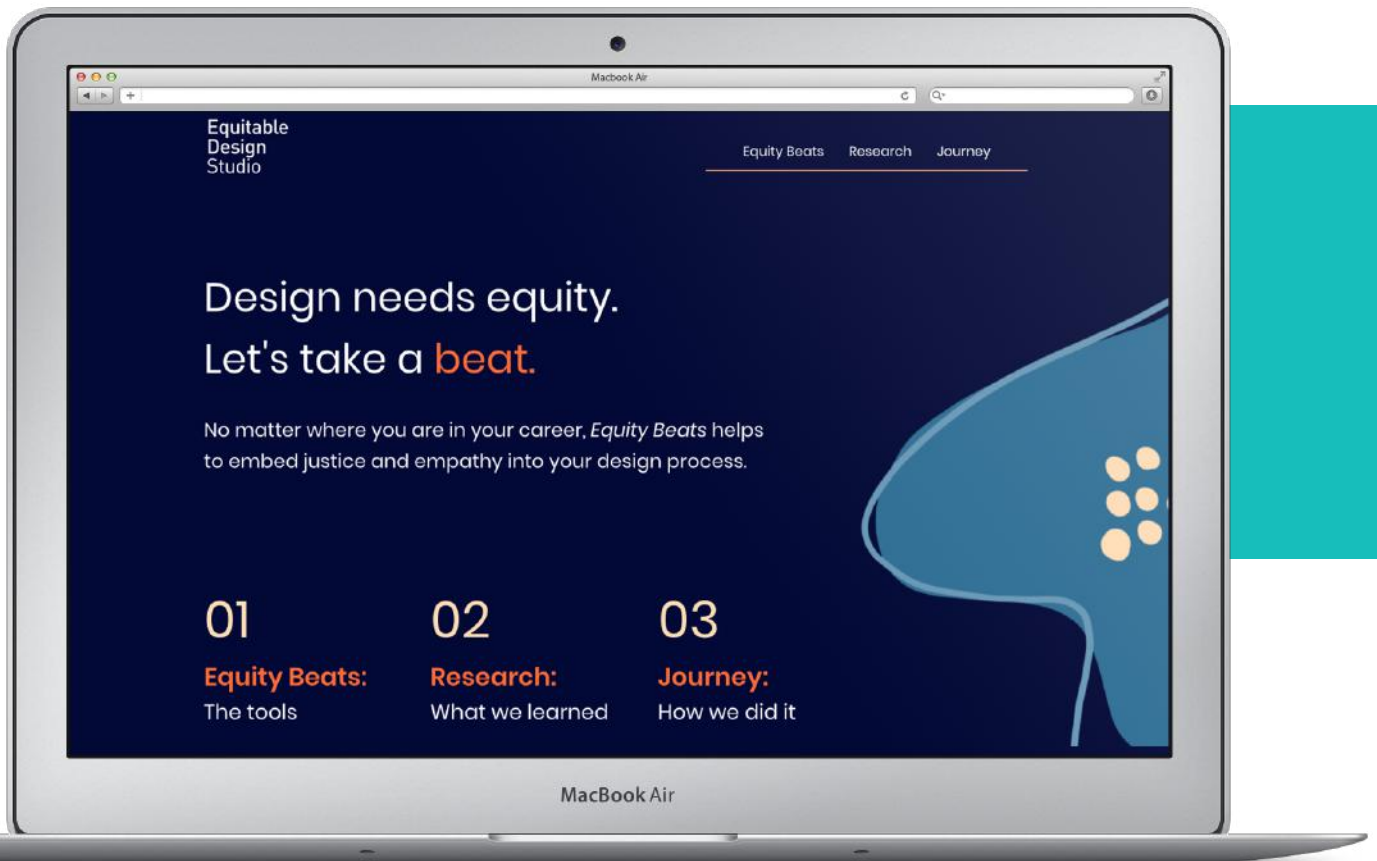 Macbook Air
Equitable
Design
Studio
Equity Beats Research Journey
Design needs equity.
Let's take a beat.
No matter where you are in your career, Equity Beats helps
to embed justice and empathy into your design process.
01 02 03
Equity Beats: Research: Journey:
The tools What we learned How we did it
MacBook Air